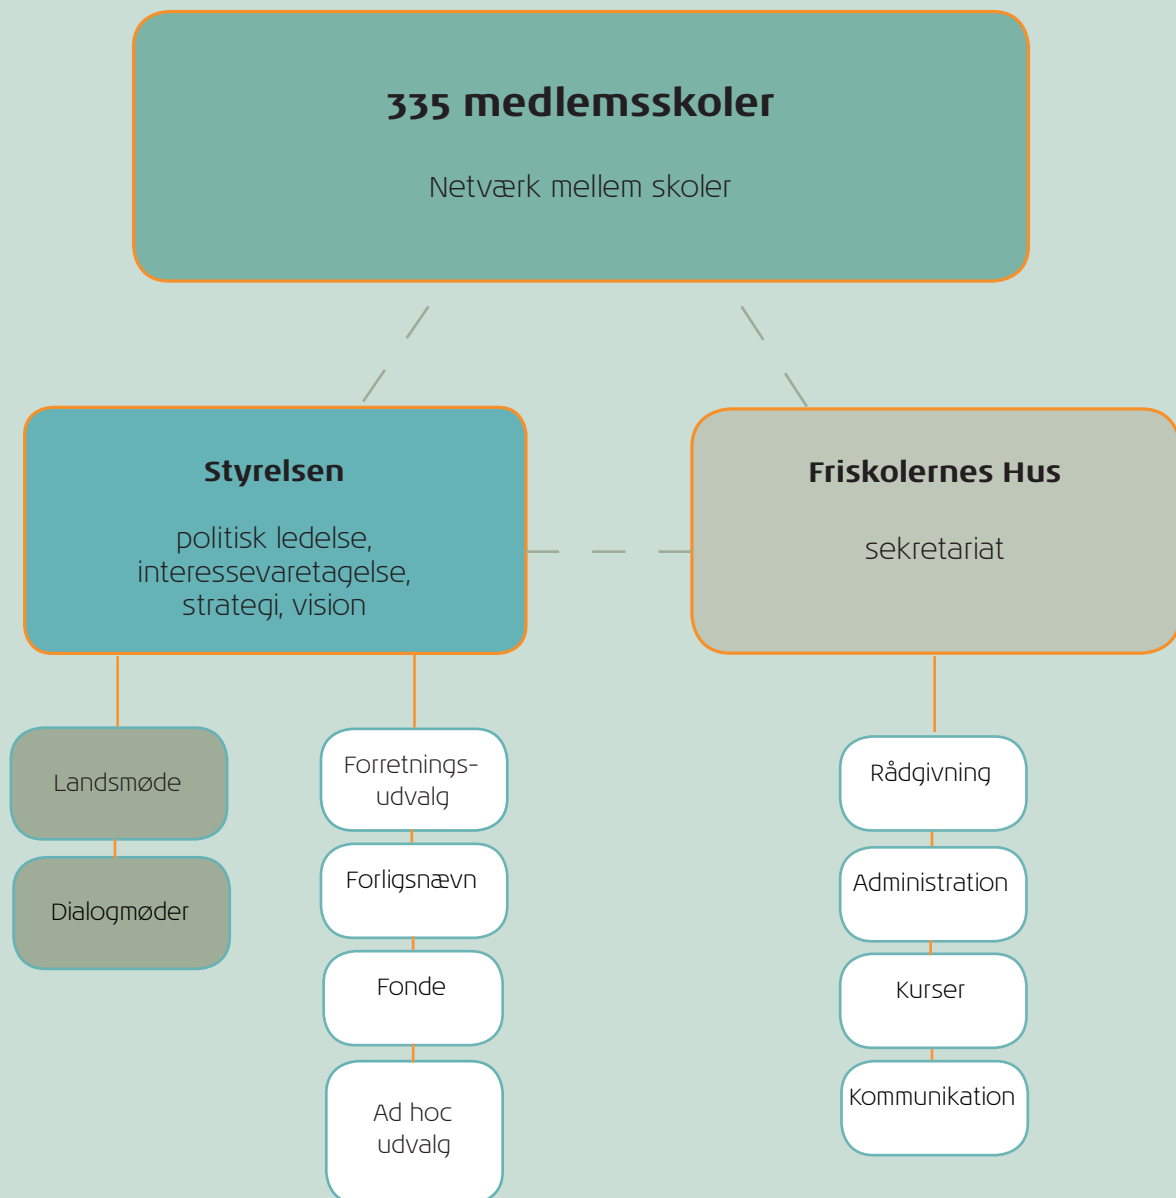 335 medlemsskoler
Netværk mellem skoler
Styrelsen
politisk ledelse,
interessevaretagelse,
strategi, vision
Friskolernes Hus
sekretariat
Landsmøde
Dialogmøder
Forretnings-
udvalg
Forligsnævn
Fonde
Ad hoc
udvalg
Rådgivning
Administration
Kurser
Kommunikation